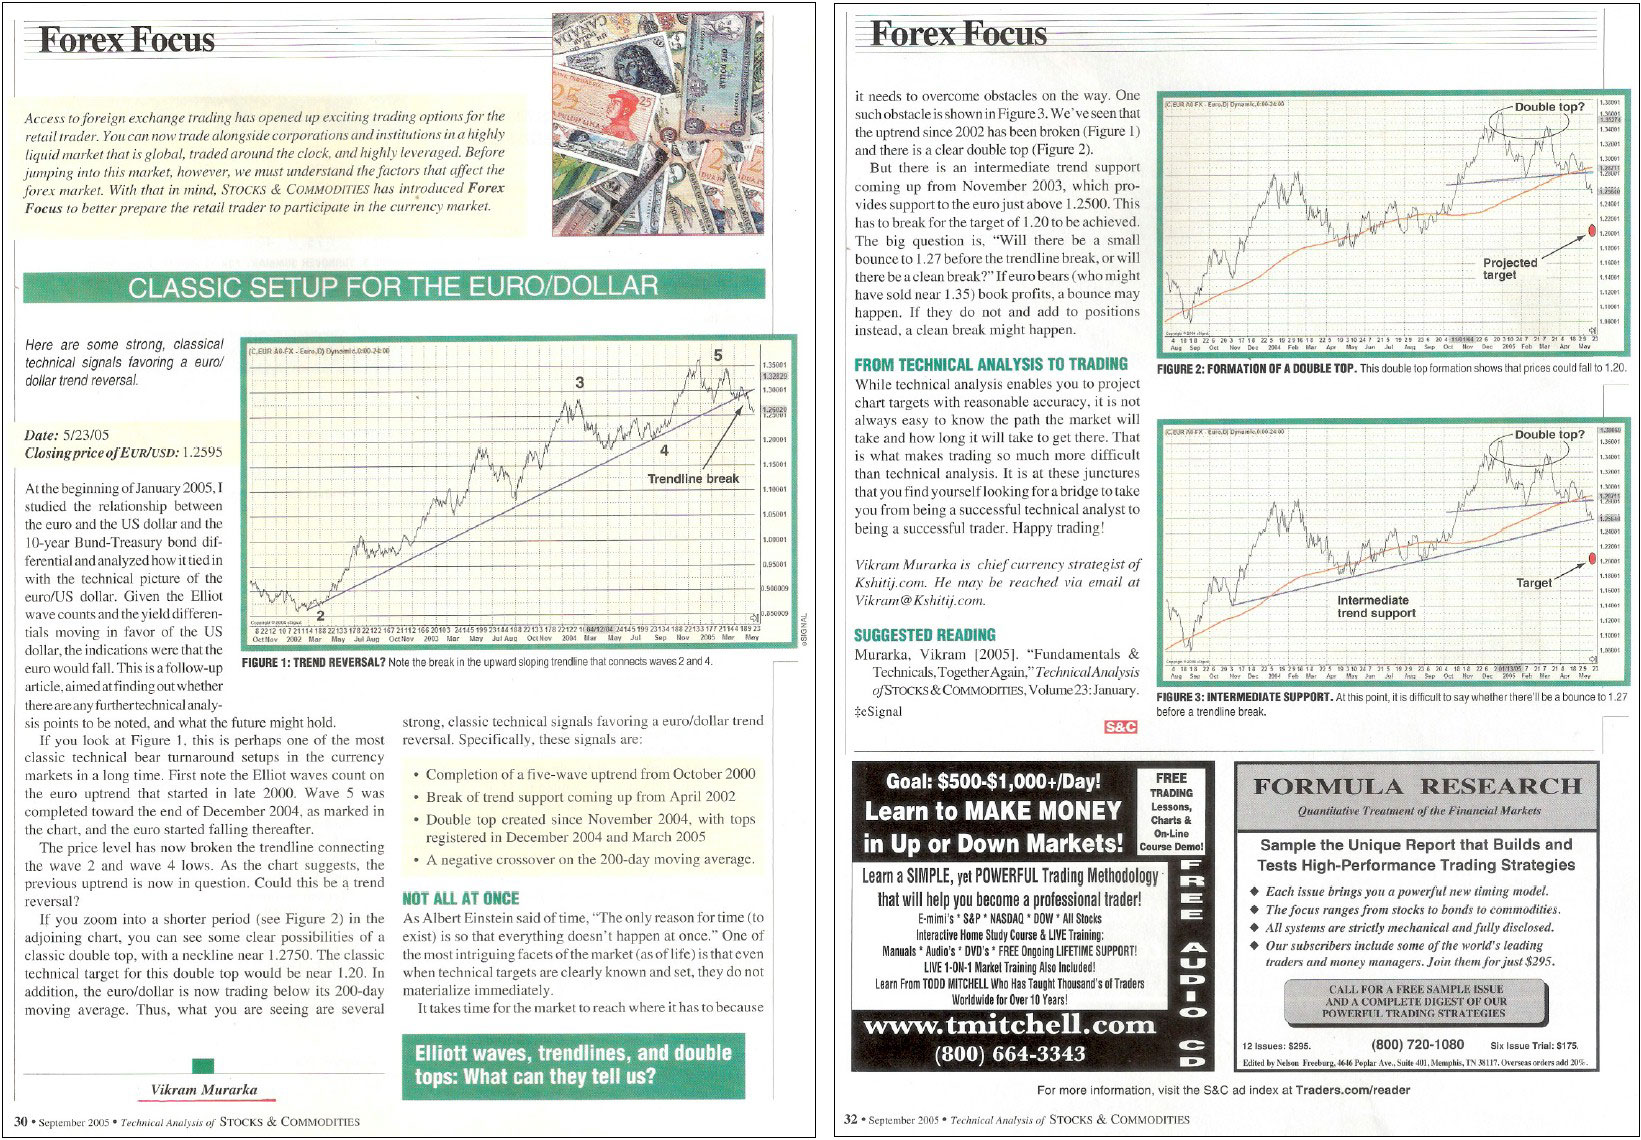 Forex Focus
Access to foreign exchange trading has opened up exciting trading options for the
retail trader. You can now trade alongside corporations and institutions in a highly
liquid market that is global, traded around the clock, and highly leveraged. Before
jumping into this market, however, we must understand the factors that affect the
forex market. With that in mind, STOCKS & COMMODITIES has introduced Forex
Focus to better prepare the retail trader to participate in the currency market.
CLASSIC SETUP FOR THE EURO/DOLLAR
Here are some strong, classical
technical signals favoring a euro/
dollar trend reversal.
Date: 5/23/05
Closing price of EUR/USD: 1.2595
At the beginning of January 2005, I
studied the relationship between
the euro and the US dollar and the
10-year Bund-Treasury bond dif-
ferential and analyzed how it tied in
with the technical picture of the
euro/US dollar. Given the Elliot
wave counts and the yield differen-
tials moving in favor of the US
dollar, the indications were that the
euro would fall. This is a follow-up
article, aimed at finding out whether
there are any further technical analy-
sis points to be noted, and what the future might hold.
If you look at Figure 1, this is perhaps one of the most
classic technical bear turnaround setups in the currency
markets in a long time. First note the Elliot waves count on
the euro uptrend that started in late 2000. Wave 5 was
completed toward the end of December 2004, as marked in
the chart, and the euro started falling thereafter.
The price level has now broken the trendline connecting
the wave 2 and wave 4 lows. As the chart suggests, the
previous uptrend is now in question. Could this be a trend
reversal?
If you zoom into a shorter period (see Figure 2) in the
adjoining chart, you can see some clear possibilities of a
classic double top, with a neckline near 1.2750. The classic
technical target for this double top would be near 1.20. In
addition, the euro/dollar is now trading below its 200-day
moving average. Thus, what you are seeing are several
Vikram Murarka
2
3
4
5
Trendline break
eSIGNAL
FIGURE 1: TREND REVERSAL? Note the break in the upward sloping trendline that connects waves 2 and 4.
strong, classic technical signals favoring a euro/dollar trend
reversal. Specifically, these signals are:
• Completion of a five-wave uptrend from October 2000
• Break of trend support coming up from April 2002
• Double top created since November 2004, with tops
registered in December 2004 and March 2005
• A negative crossover on the 200-day moving average.
NOT ALL AT ONCE
As Albert Einstein said of time, “The only reason for time (to
exist) is so that everything doesn’t happen at once.” One of
the most intriguing facets of the market (as of life) is that even
when technical targets are clearly known and set, they do not
materialize immediately.
It takes time for the market to reach where it has to because
Elliott waves, trendlines, and double
tops: What can they tell us?
30 • September 2005 • Technical Analysis of STOCKS & COMMODITIES
Forex Focus
it needs to overcome obstacles on the way. One
such obstacle is shown in Figure 3. We’ve seen that
the uptrend since 2002 has been broken (Figure 1)
and there is a clear double top (Figure 2).
But there is an intermediate trend support
coming up from November 2003, which pro-
vides support to the euro just above 1.2500. This
has to break for the target of 1.20 to be achieved.
The big question is, “Will there be a small
bounce to 1.27 before the trendline break, or will
there be a clean break?” If euro bears (who might
have sold near 1.35) book profits, a bounce may
happen. If they do not and add to positions
instead, a clean break might happen.
FROM TECHNICAL ANALYSIS TO TRADING
While technical analysis enables you to project
chart targets with reasonable accuracy, it is not
always easy to know the path the market will
take and how long it will take to get there. That
is what makes trading so much more difficult
than technical analysis. It is at these junctures
that you find yourself looking for a bridge to take
you from being a successful technical analyst to
being a successful trader. Happy trading!
Vikram Murarka is chief currency strategist of
Kshitij.com. He may be reached via email at
Vikram@Kshitij.com.
SUGGESTED READING
Murarka, Vikram [2005]. “Fundamentals &
Technicals, Together Again,” Technical Analysis
of STOCKS & COMMODITIES, Volume 23: January.
‡eSignal
S&C
Double top?
Projected
target
FIGURE 2: FORMATION OF A DOUBLE TOP. This double top formation shows that prices could fall to 1.20.
Double top?
Target
Intermediate
trend support
FIGURE 3: INTERMEDIATE SUPPORT. At this point, it is difficult to say whether there'll be a bounce to 1.27
before a trendline break.
Goal: $500-$1,000+/Day!
Learn to MAKE MONEY
in Up or Down Markets!
FREE
TRADING
Lessons,
Charts &
On-Line
Course Demo!
Learn a SIMPLE, yet POWERFUL Trading Methodology
that will help you become a professional trader!
E-mimi's * S&P * NASDAQ * DOW * All Stocks
Interactive Home Study Course & LIVE Training:
Manuals * Audio's * DVD's * FREE Ongoing LIFETIME SUPPORT!
LIVE 1-ON-1 Market Training Also Included!
Learn From TODD MITCHELL Who Has Taught Thousand's of Traders
Worldwide for Over 10 Years!
www.tmitchell.com
(800) 664-3343
FREE AUDIO CD
FORMULA RESEARCH
Quantitative Treatment of the Financial Markets
Sample the Unique Report that Builds and
Tests High-Performance Trading Strategies
◆ Each issue brings you a powerful new timing model.
◆ The focus ranges from stocks to bonds to commodities.
◆ All systems are strictly mechanical and fully disclosed.
◆ Our subscribers include some of the world's leading
traders and money managers. Join them for just $295.
CALL FOR A FREE SAMPLE ISSUE
AND A COMPLETE DIGEST OF OUR
POWERFUL TRADING STRATEGIES
12 Issues: $295. (800) 720-1080 Six Issue Trial: $175.
Edited by Nelson Freeburg, 4646 Poplar Ave., Suite 401, Memphis, TN 38117. Overseas orders add 20%.
For more information, visit the S&C ad index at Traders.com/reader
32 • September 2005 • Technical Analysis of STOCKS & COMMODITIES